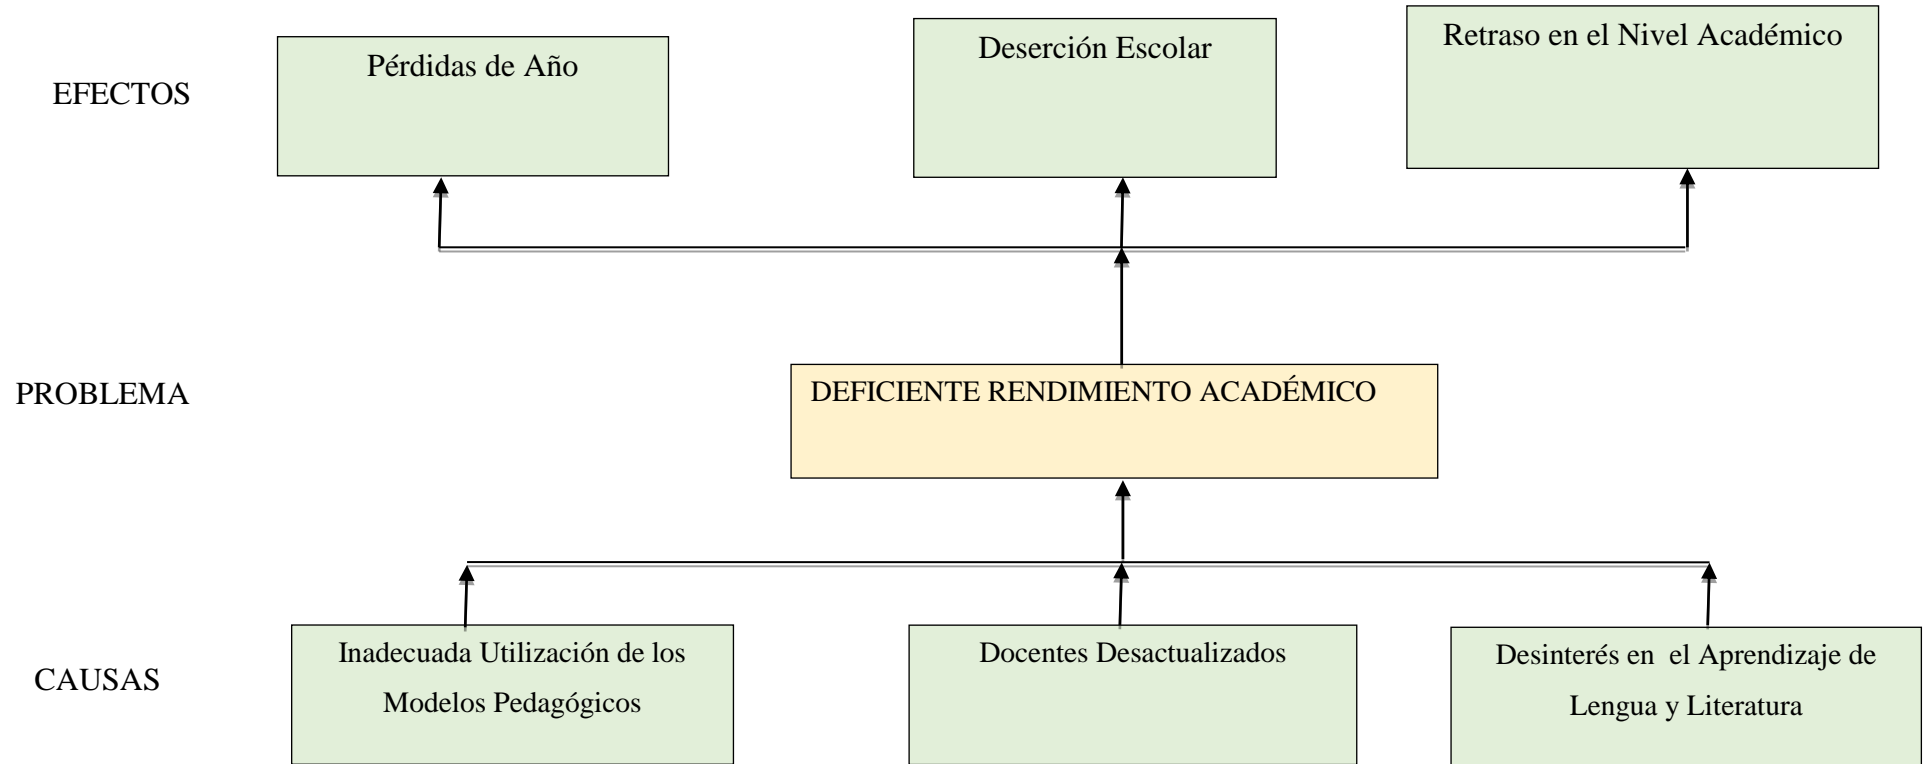 EFECTOS
Pérdidas de Año
Deserción Escolar
Retraso en el Nivel Académico
PROBLEMA
DEFICIENTE RENDIMIENTO ACADÉMICO
CAUSAS
Inadecuada Utilización de los
Modelos Pedagógicos
Docentes Desactualizados
Desinterés en  el Aprendizaje de
Lengua y Literatura